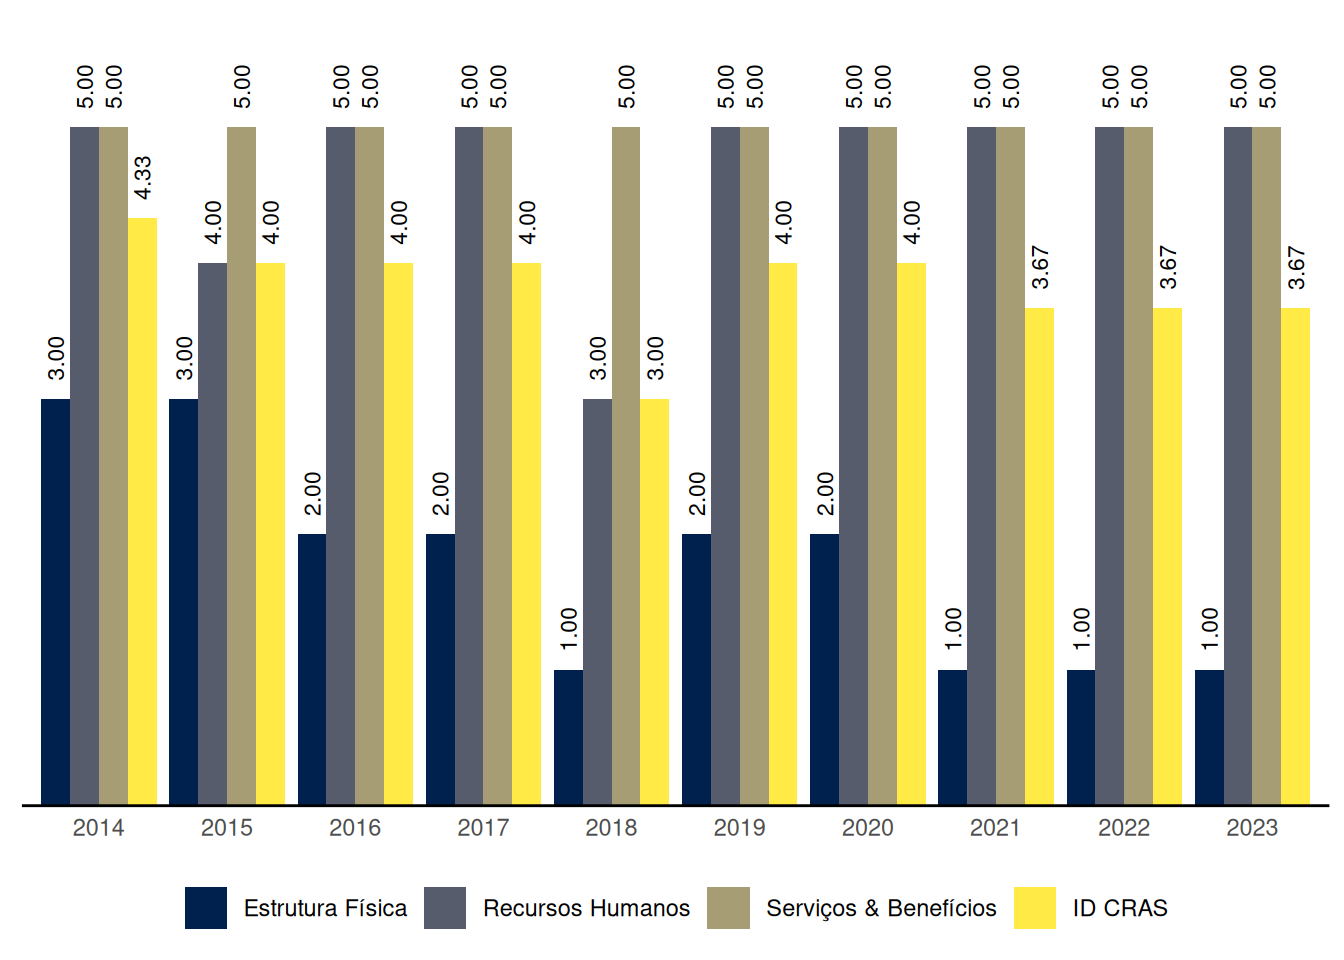 5.00 5.00 5.00 5.00 5.00 5.00 5.00 5.00 5.00 5.00 5.00 5.00 5.00 5.00 5.00 5.00 5.00 5.00
4.33
4.00 4.00 4.00 4.00 4.00 4.00
3.67 3.67 3.67
3.00 3.00 3.00 3.00
2.00 2.00 2.00 2.00
1.00 1.00 1.00 1.00
2014 2015 2016 2017 2018 2019 2020 2021 2022 2023
Estrutura Física Recursos Humanos Serviços & Benefícios ID CRAS